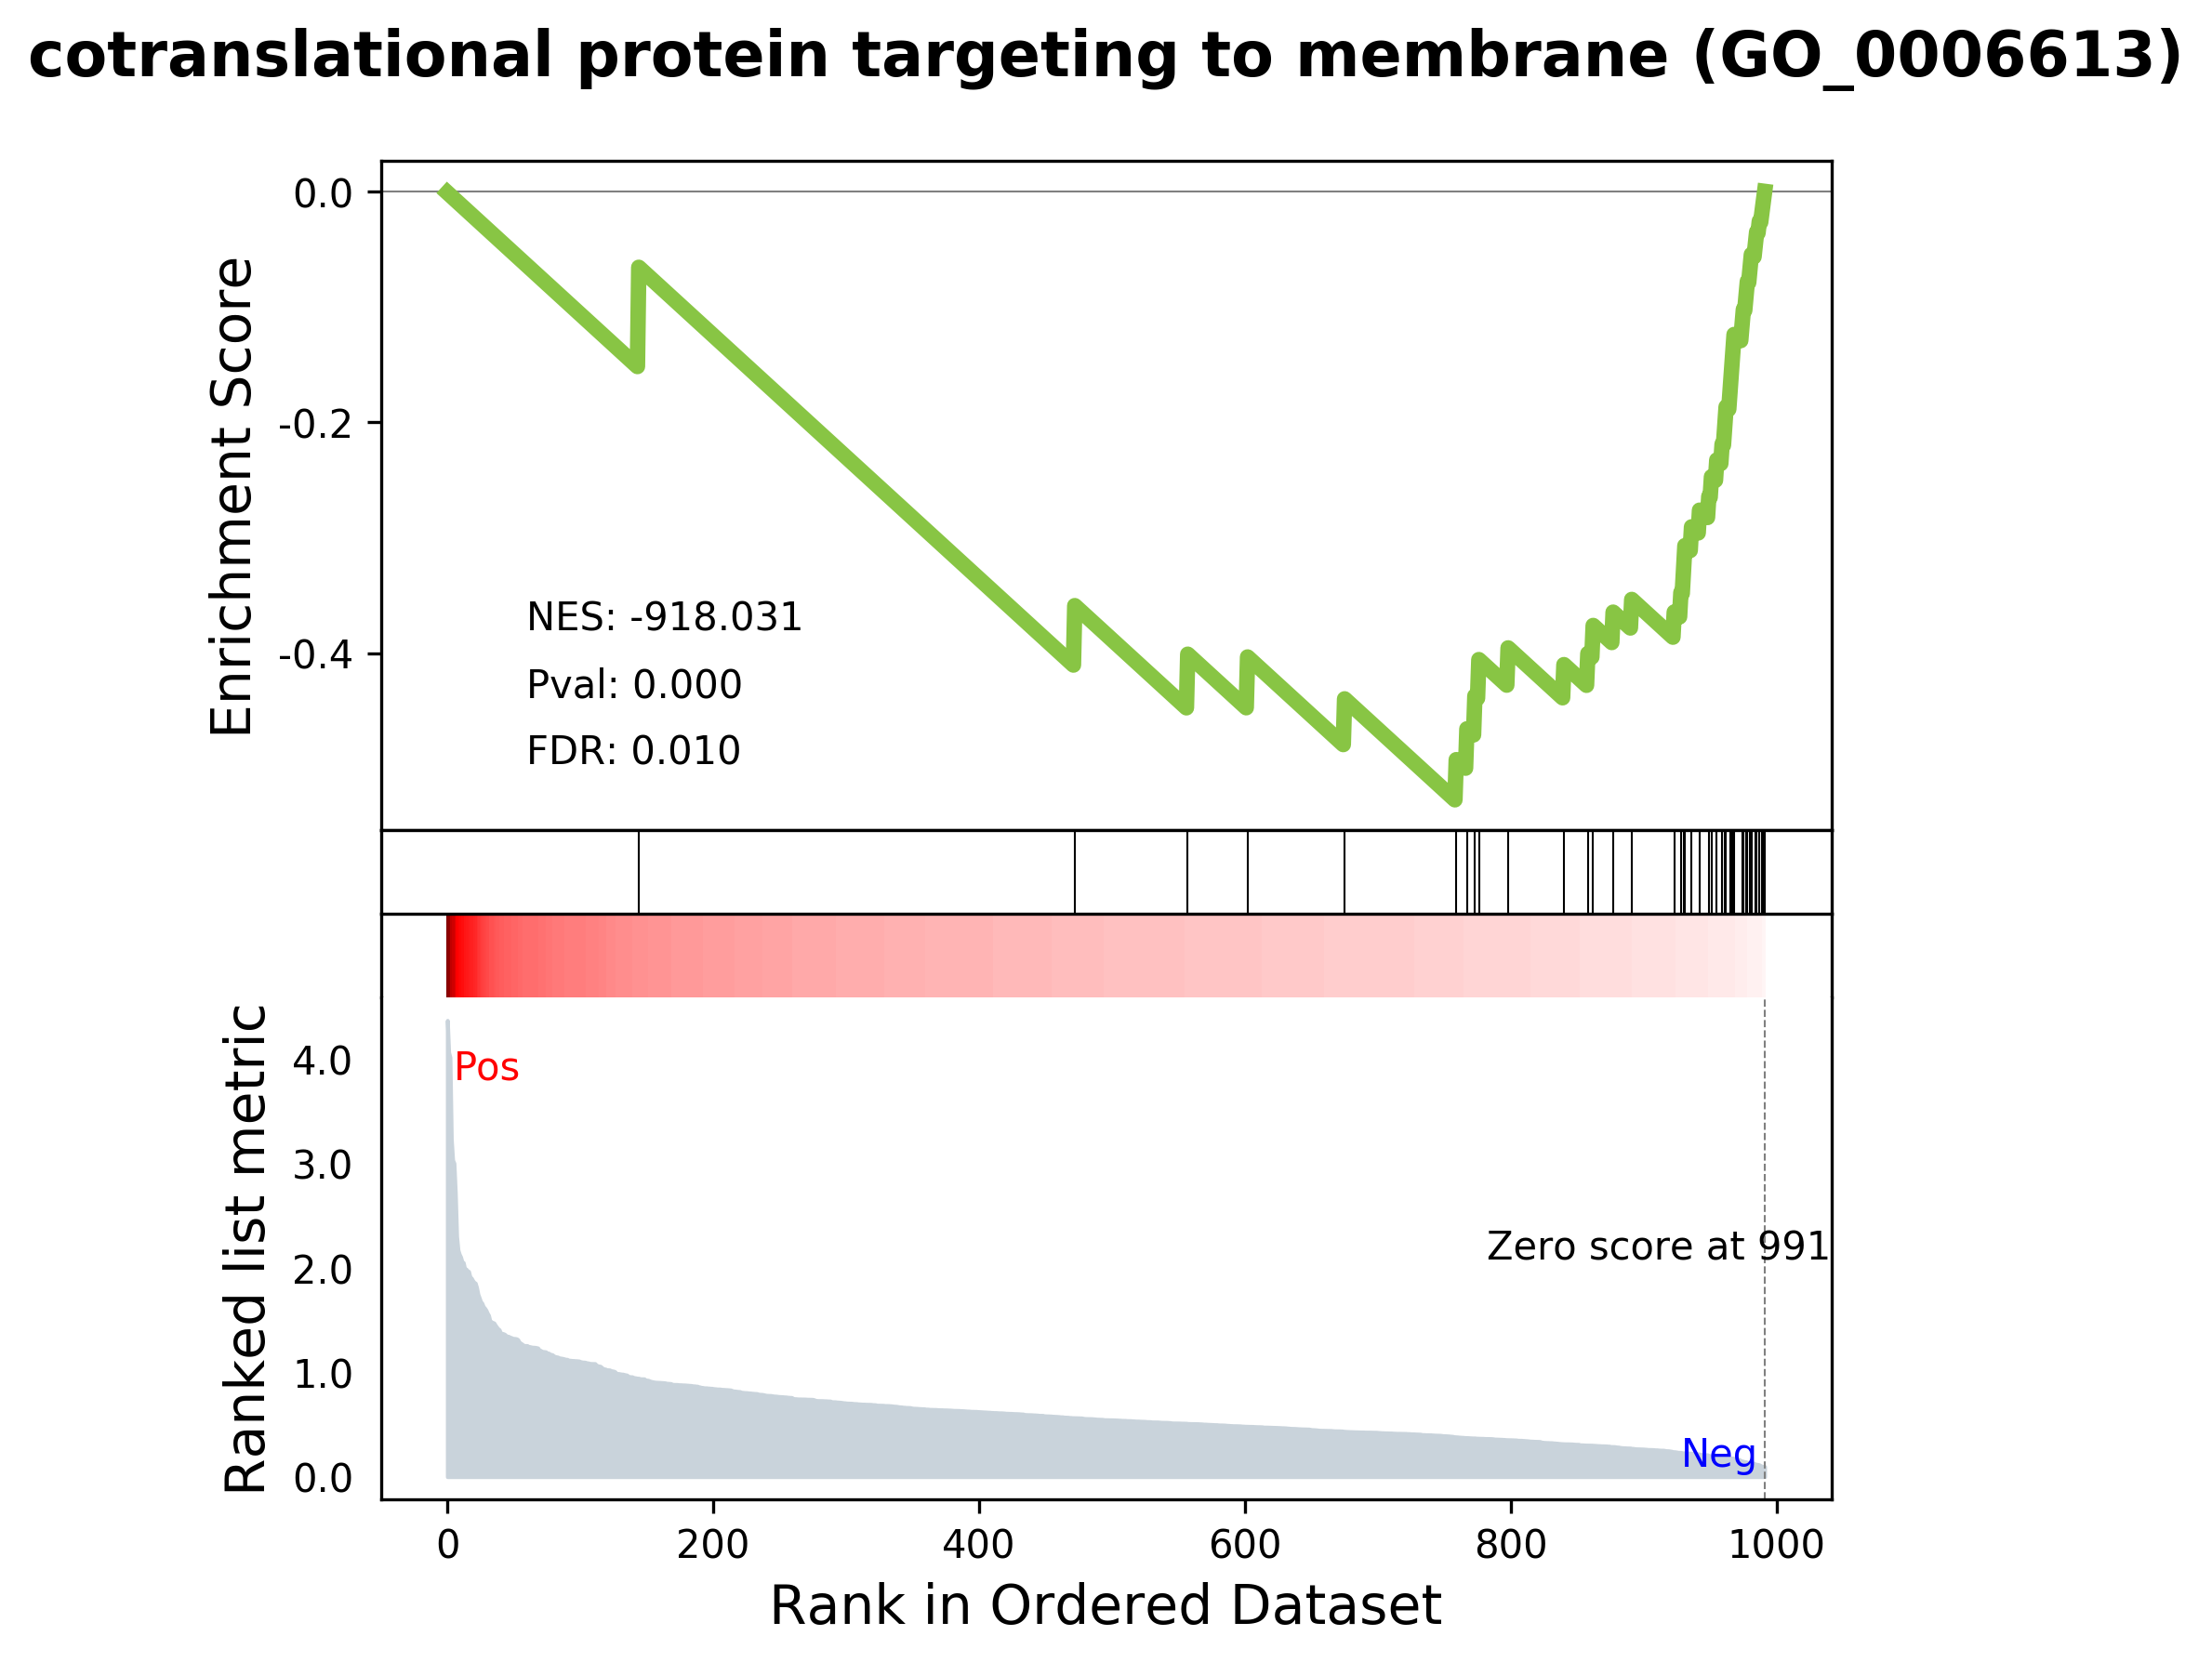 cotranslational protein targeting to membrane (GO_0006613)
Enrichment Score
0.0
-0.2
-0.4
NES: -918.031
Pval: 0.000
FDR: 0.010
Ranked list metric
4.0
3.0
2.0
1.0
0.0
Pos
Zero score at 991
Neg
0 200 400 600 800 1000
Rank in Ordered Dataset